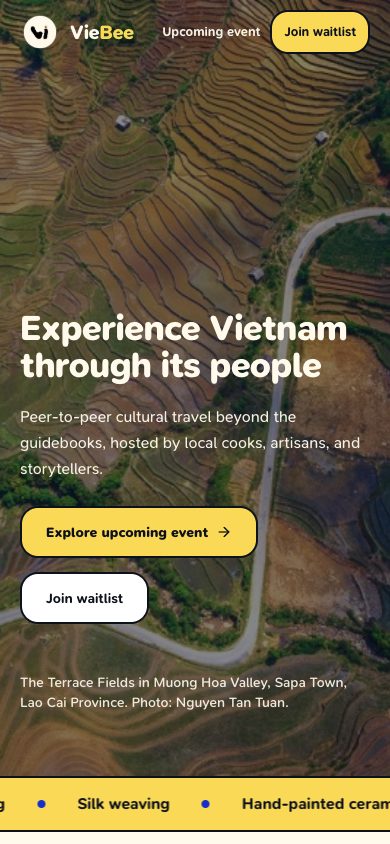 VieBee
Upcoming event
Join waitlist
Experience Vietnam
through its people
Peer-to-peer cultural travel beyond the
guidebooks, hosted by local cooks, artisans, and
storytellers.
Explore upcoming event →
Join waitlist
The Terrace Fields in Muong Hoa Valley, Sapa Town,
Lao Cai Province. Photo: Nguyen Tan Tuan.
g • Silk weaving • Hand-painted ceram